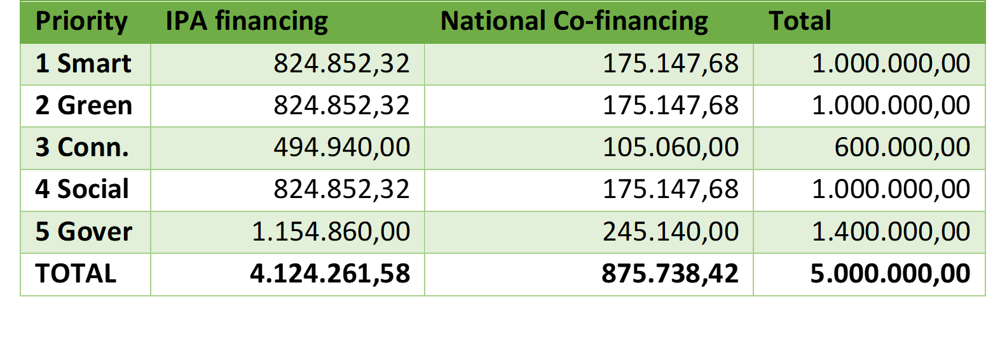 Priority IPA financing National Co-financing Total
1 Smart 824.852,32 175.147,68 1.000.000,00
2 Green 824.852,32 175.147,68 1.000.000,00
3 Conn. 494.940,00 105.060,00 600.000,00
4 Social 824.852,32 175.147,68 1.000.000,00
5 Gover 1.154.860,00 245.140,00 1.400.000,00
TOTAL 4.124.261,58 875.738,42 5.000.000,00